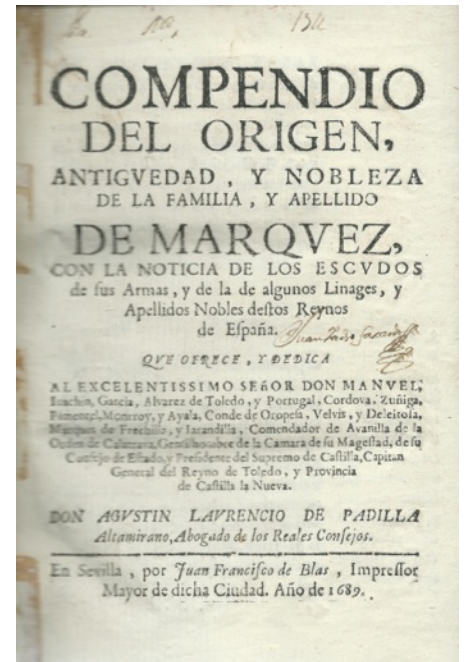 COMPENDIO
DEL ORIGEN,
ANTIGVEDAD, Y NOBLEZA
DE LA FAMILIA, Y APELLIDO
DE MARQVEZ,
CON LA NOTICIA DE LOS ESCVDOS
de ſus Armas, y de la de algunos Linages, y
Apellidos Nobles deſtos Reynos
de Eſpaña.
QVE OFRECE, Y DEDICA
AL EXCELENTISSIMO SEñOR DON MANVEL,
Ioachin, Garcia, Alvarez de Toledo, y Portugal, Cordova, Zuñiga,
Pimentel, Monrroy, y Ayala, Conde de Oropeſa, Velvis, y Deleitoſa,
Marques de Frechilla, y Iarandilla, Comendador de Avanilla de la
Orden de Calatrava, Gentilhombre de la Camara de ſu Mageſtad, de ſu
Conſejo de Eſtado, y Preſidente del Supremo de Caſtilla, Capitan
General del Reyno de Toledo, y Provincia
de Caſtilla la Nueva.
DON AGVSTIN LAVRENCIO DE PADILLA
Altamirano, Abogado de los Reales Conſejos.
En Sevilla, por Juan Franciſco de Blas, Impreſſor
Mayor de dicha Ciudad. Año de 1689.